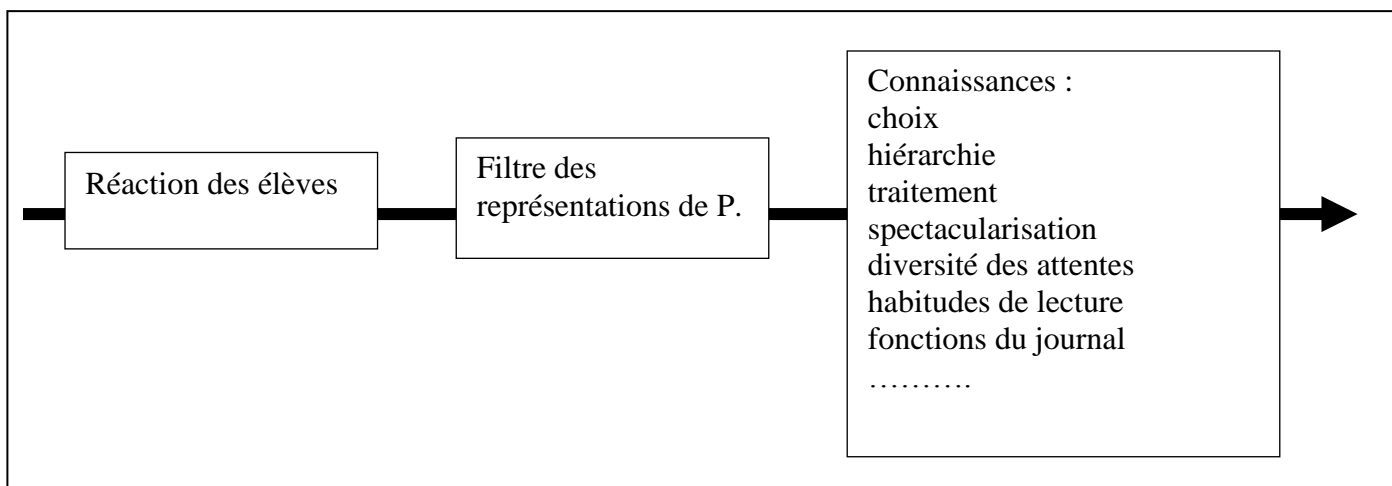 Réaction des élèves
Filtre des
représentations de P.
Connaissances :
choix
hiérarchie
traitement
spectacularisation
diversité des attentes
habitudes de lecture
fonctions du journal
……….